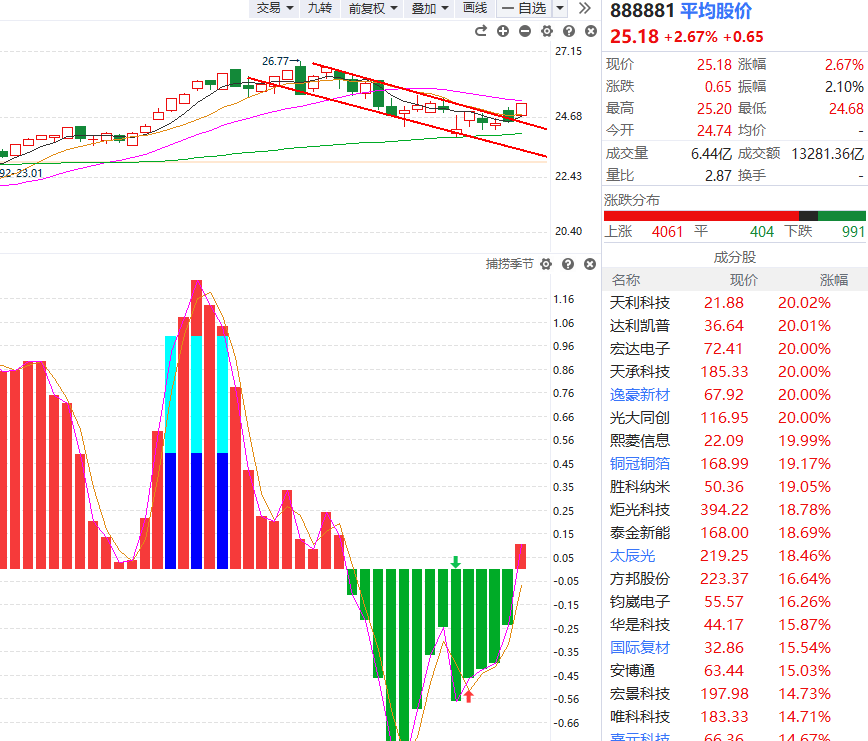 交易 九转 前复权 叠加 画线 一 自选
888881 平均股价
25.18 +2.67% +0.65
现价 25.18 涨幅 2.67%
涨跌 0.65 振幅 2.10%
最高 25.20 最低 24.68
今开 24.74 均价 -
成交量 6.44亿 成交额 13281.36亿
量比 2.87 换手 -
涨跌分布
上涨 4061 平 404 下跌 991
成分股
名称 现价 涨幅
天利科技 21.88 20.02%
达利凯普 36.64 20.01%
宏达电子 72.41 20.00%
天承科技 185.33 20.00%
逸豪新材 67.92 20.00%
光大同创 116.95 20.00%
熙菱信息 22.09 19.99%
铜冠铜箔 168.99 19.17%
胜科纳米 50.36 19.05%
炬光科技 394.22 18.78%
泰金新能 168.00 18.69%
太辰光 219.25 18.46%
方邦股份 223.37 16.64%
钧崴电子 55.57 16.26%
华是科技 44.17 15.87%
国际复材 32.86 15.54%
安博通 63.44 15.03%
宏景科技 197.98 14.73%
唯科科技 183.33 14.71%
嘉元科技 66.36 14.67%
26.77
92-23.01
27.15
24.68
22.43
20.40
捕捞季节
1.16
1.06
0.96
0.86
0.76
0.66
0.56
0.45
0.35
0.25
0.15
0.05
-0.05
-0.15
-0.25
-0.35
-0.45
-0.56
-0.66